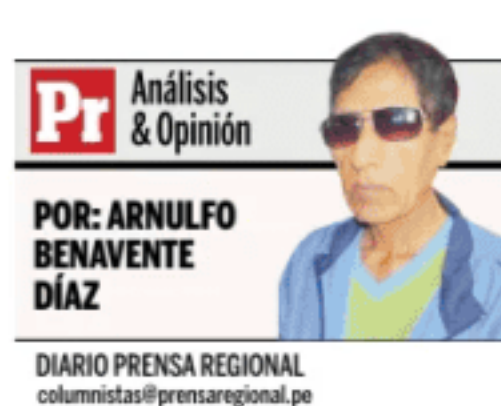 Pr
Análisis
& Opinión
POR: ARNULFO
BENAVENTE
DÍAZ
DIARIO PRENSA REGIONAL
columnistas@prensaregional.pe